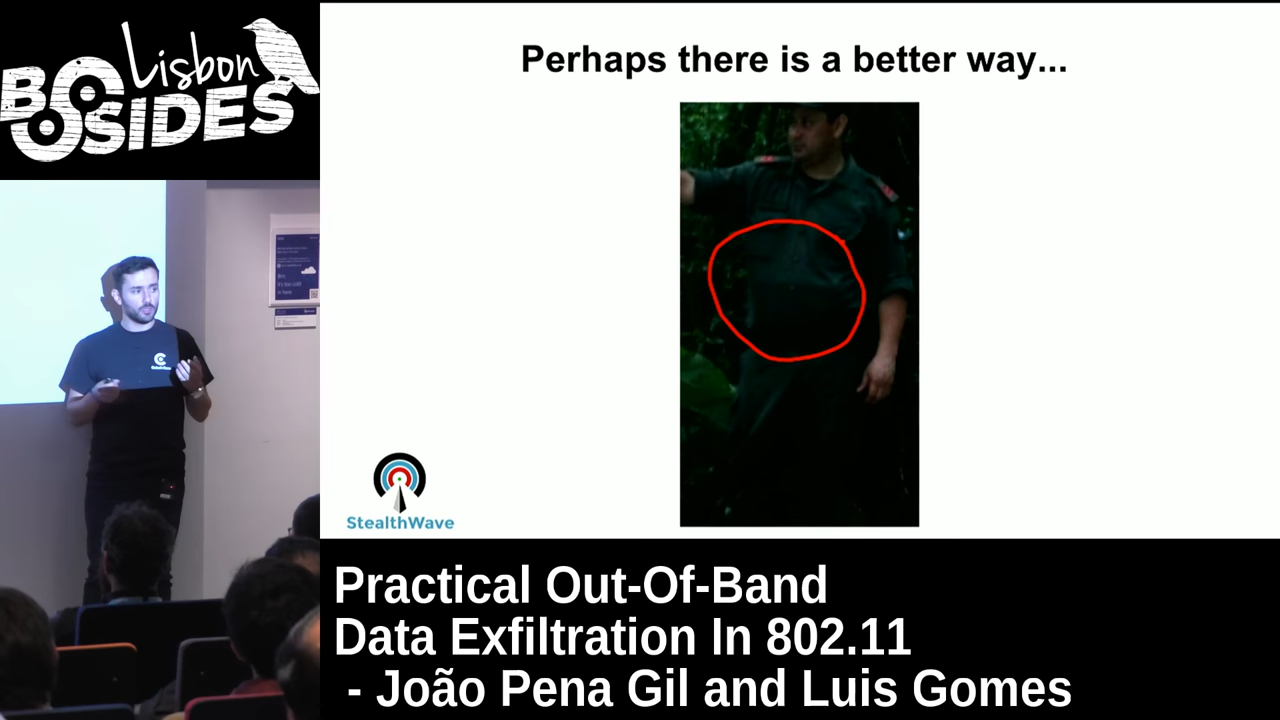 Lisbon
BSIDES
Perhaps there is a better way...
StealthWave
Practical Out-Of-Band
Data Exfiltration In 802.11
- João Pena Gil and Luis Gomes